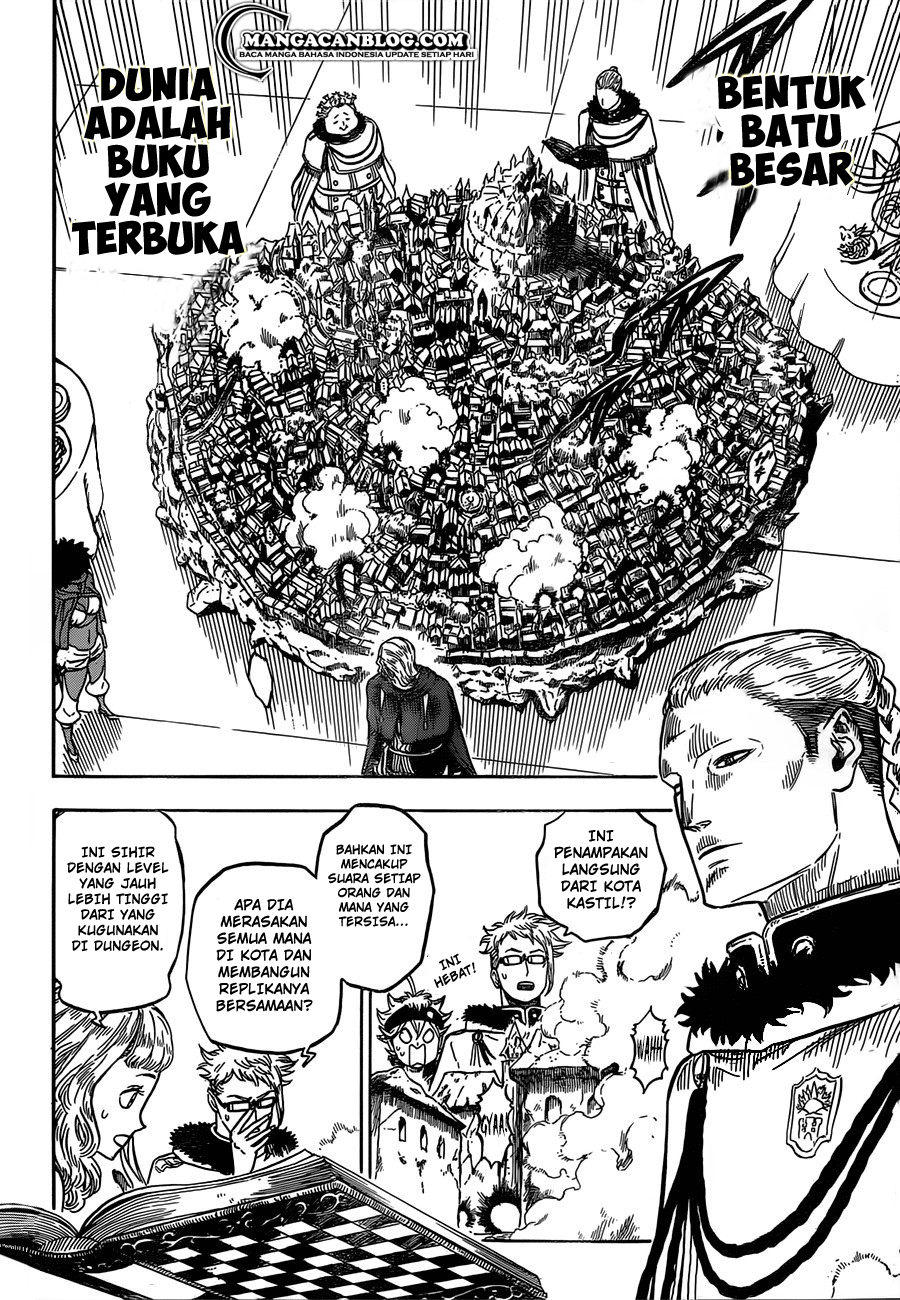 MANGACANBLOG.COM
BACA MANGA BAHASA INDONESIA UPDATE SETIAP HARI
BENTUK
BATU
BESAR
DUNIA
ADALAH
BUKU
YANG
TERBUKA
INI
PENAMPAKAN
LANGSUNG
DARI KOTA
KASTIL!?
BAHKAN INI
MENCAKUP
SUARA SETIAP
ORANG DAN
MANA YANG
TERSISA...
INI
HEBAT!
GYAA!
APA DIA
MERASAKAN
SEMUA MANA
DI KOTA DAN
MEMBANGUN
REPLIKANYA
BERSAMAAN?
INI SIHIR
DENGAN LEVEL
YANG JAUH
LEBIH TINGGI
DARI YANG
KUGUNAKAN
DI DUNGEON.